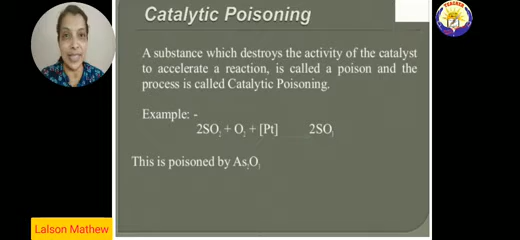 Catalytic Poisoning
A substance which destroys the activity of the catalyst
to accelerate a reaction, is called a poison and the
process is called Catalytic Poisoning.
Example: -
2SO₂ + O₂ + [Pt] 2SO₃
This is poisoned by As₂O₃
Lalson Mathew